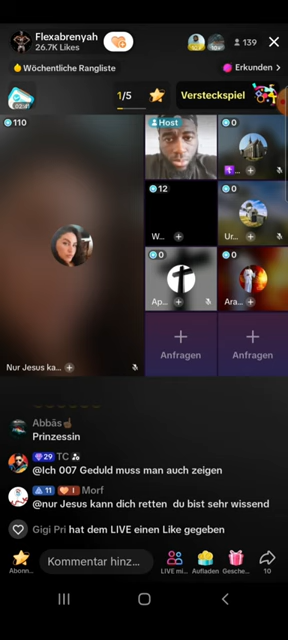 Flexabrenyah
26.7K Likes
139
Wöchentliche Rangliste
Erkunden >
02:41
1/5
Versteckspiel
110
Host
0
12
W...
0
Ur...
0
Ap...
0
Ara...
Nur Jesus ka...
Anfragen
Anfragen
Abbās
Prinzessin
29 TC
@Ich 007 Geduld muss man auch zeigen
11 I Morf
@nur Jesus kann dich retten du bist sehr wissend
Gigi Pri hat dem LIVE einen Like gegeben
Kommentar hinz...
Abonn...
LIVE mi...
Aufladen
Gesche...
10